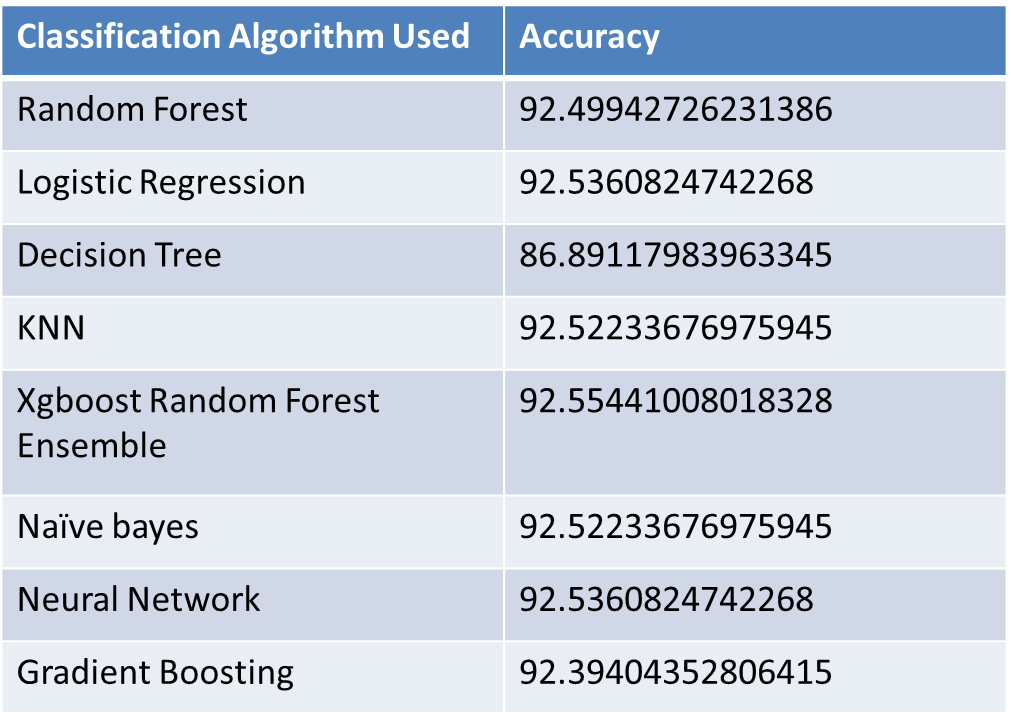 Classification Algorithm Used Accuracy
Random Forest 92.49942726231386
Logistic Regression 92.5360824742268
Decision Tree 86.89117983963345
KNN 92.52233676975945
Xgboost Random Forest 92.55441008018328
Ensemble
Naïve bayes 92.52233676975945
Neural Network 92.5360824742268
Gradient Boosting 92.39404352806415